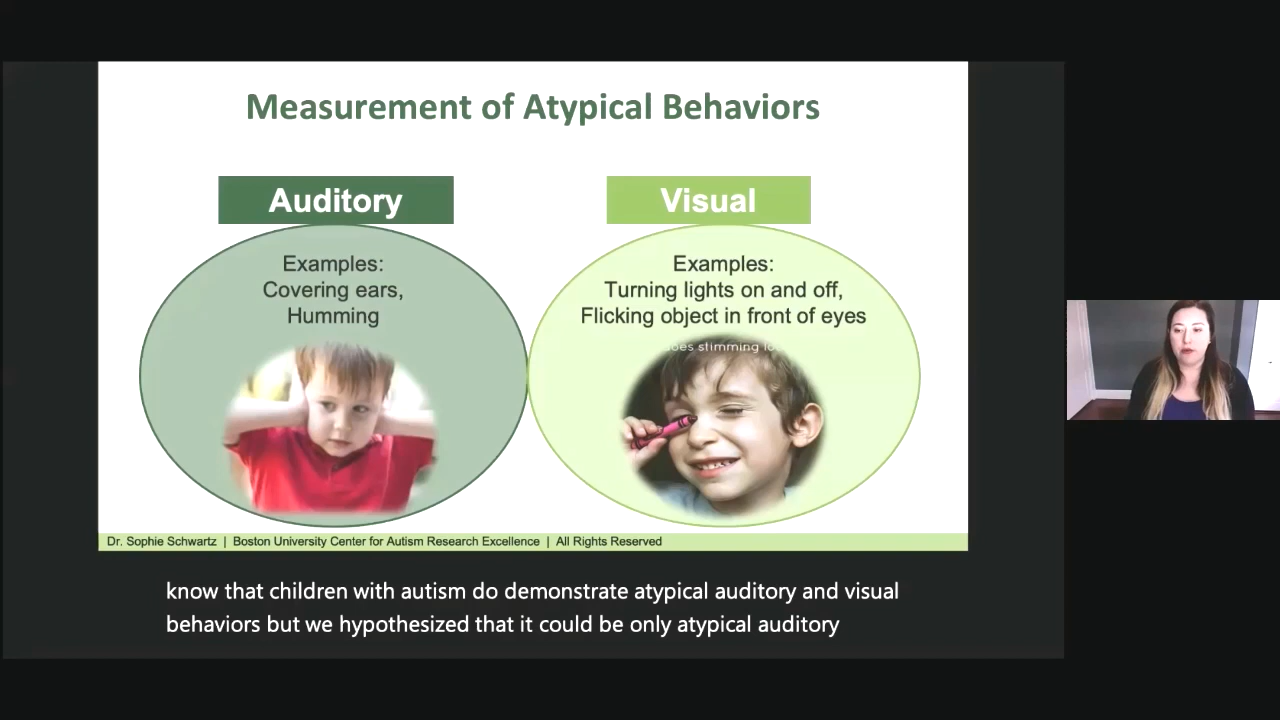 Measurement of Atypical Behaviors
Auditory
Visual
Examples:
Covering ears,
Humming
Examples:
Turning lights on and off,
Flicking object in front of eyes
stimming
Dr. Sophie Schwartz | Boston University Center for Autism Research Excellence | All Rights Reserved
know that children with autism do demonstrate atypical auditory and visual
behaviors but we hypothesized that it could be only atypical auditory